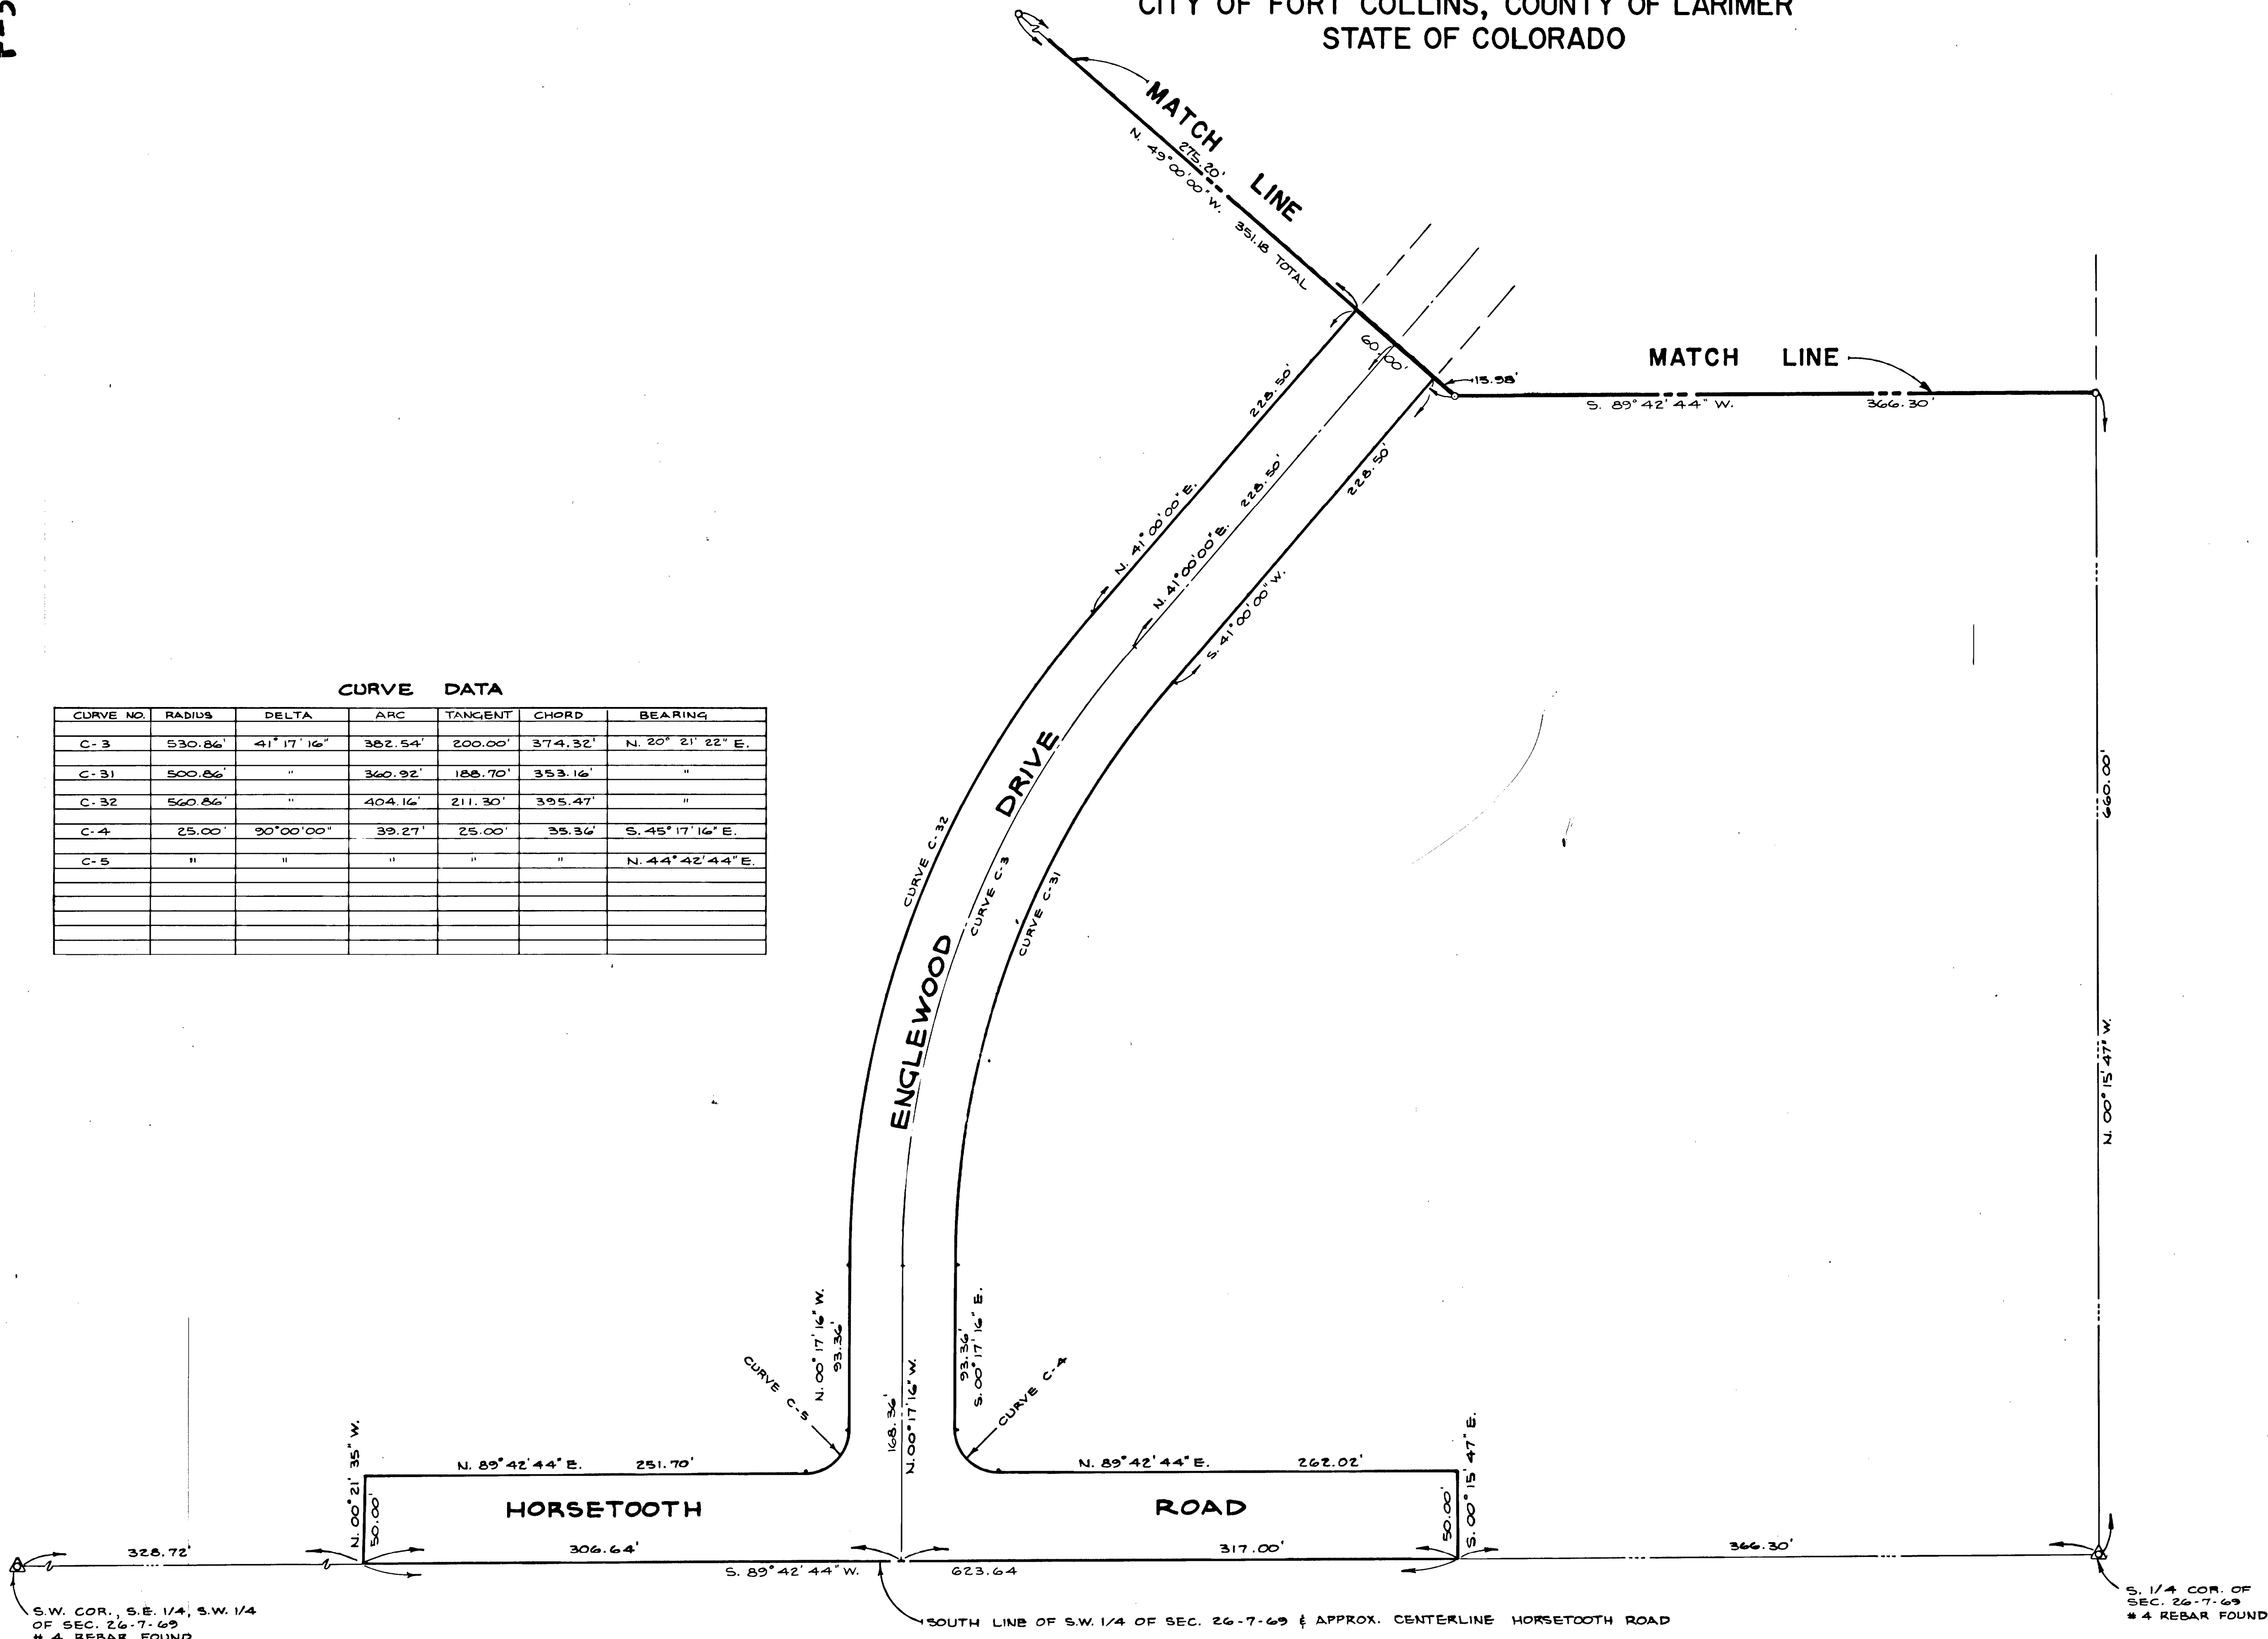 CITY OF FORT COLLINS, COUNTY OF LARIMER
STATE OF COLORADO
MATCH LINE
275.20'
N. 49°00'00" W.
351.18 TOTAL
60.00'
15.98'
MATCH LINE
S. 89°42'44" W.
366.30'
228.50'
N. 41°00'00" E.
N. 41°00'00" E. 228.50'
228.50'
S. 41°00'00" W.
660.00'
N. 00°15'47" W.
CURVE DATA
CURVE NO. RADIUS DELTA ARC TANGENT CHORD BEARING
C-3 530.86' 41°17'16" 382.54' 200.00' 374.32' N. 20°21'22" E.
C-31 500.86' " 360.92' 188.70' 353.16' "
C-32 560.86' " 404.16' 211.30' 395.47' "
C-4 25.00' 90°00'00" 39.27' 25.00' 35.36' S. 45°17'16" E.
C-5 " " " " " N. 44°42'44" E.
CURVE C-32
ENGLEWOOD DRIVE
CURVE C-3
CURVE C-31
N. 00°17'16" W.
93.36'
93.36'
S. 00°17'16" E.
CURVE C-5
CURVE C-4
168.36'
N. 00°17'16" W.
N. 00°21'35" W.
50.00'
N. 89°42'44" E. 251.70'
N. 89°42'44" E. 262.02'
50.00'
S. 00°15'47" E.
HORSETOOTH ROAD
328.72'
306.64'
317.00'
366.30'
S. 89°42'44" W. 623.64
S.W. COR., S.E. 1/4, S.W. 1/4
OF SEC. 26-7-69
# 4 REBAR FOUND
SOUTH LINE OF S.W. 1/4 OF SEC. 26-7-69 & APPROX. CENTERLINE HORSETOOTH ROAD
S. 1/4 COR. OF
SEC. 26-7-69
# 4 REBAR FOUND